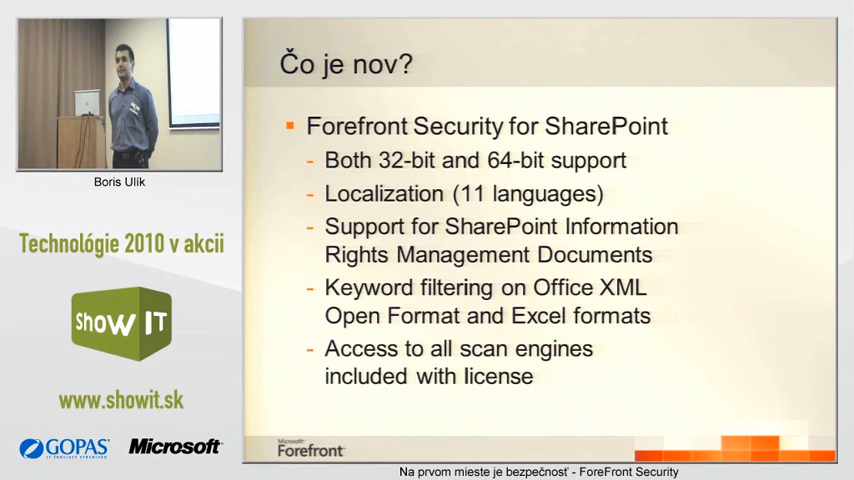 Boris Ulík
Technológie 2010 v akcii
ShoW IT
www.showit.sk
GOPAS
Microsoft
Čo je nov?
Forefront Security for SharePoint
- Both 32-bit and 64-bit support
- Localization (11 languages)
- Support for SharePoint Information
Rights Management Documents
- Keyword filtering on Office XML
Open Format and Excel formats
- Access to all scan engines
included with license
Microsoft
Forefront
Na prvom mieste je bezpečnosť - ForeFront Security